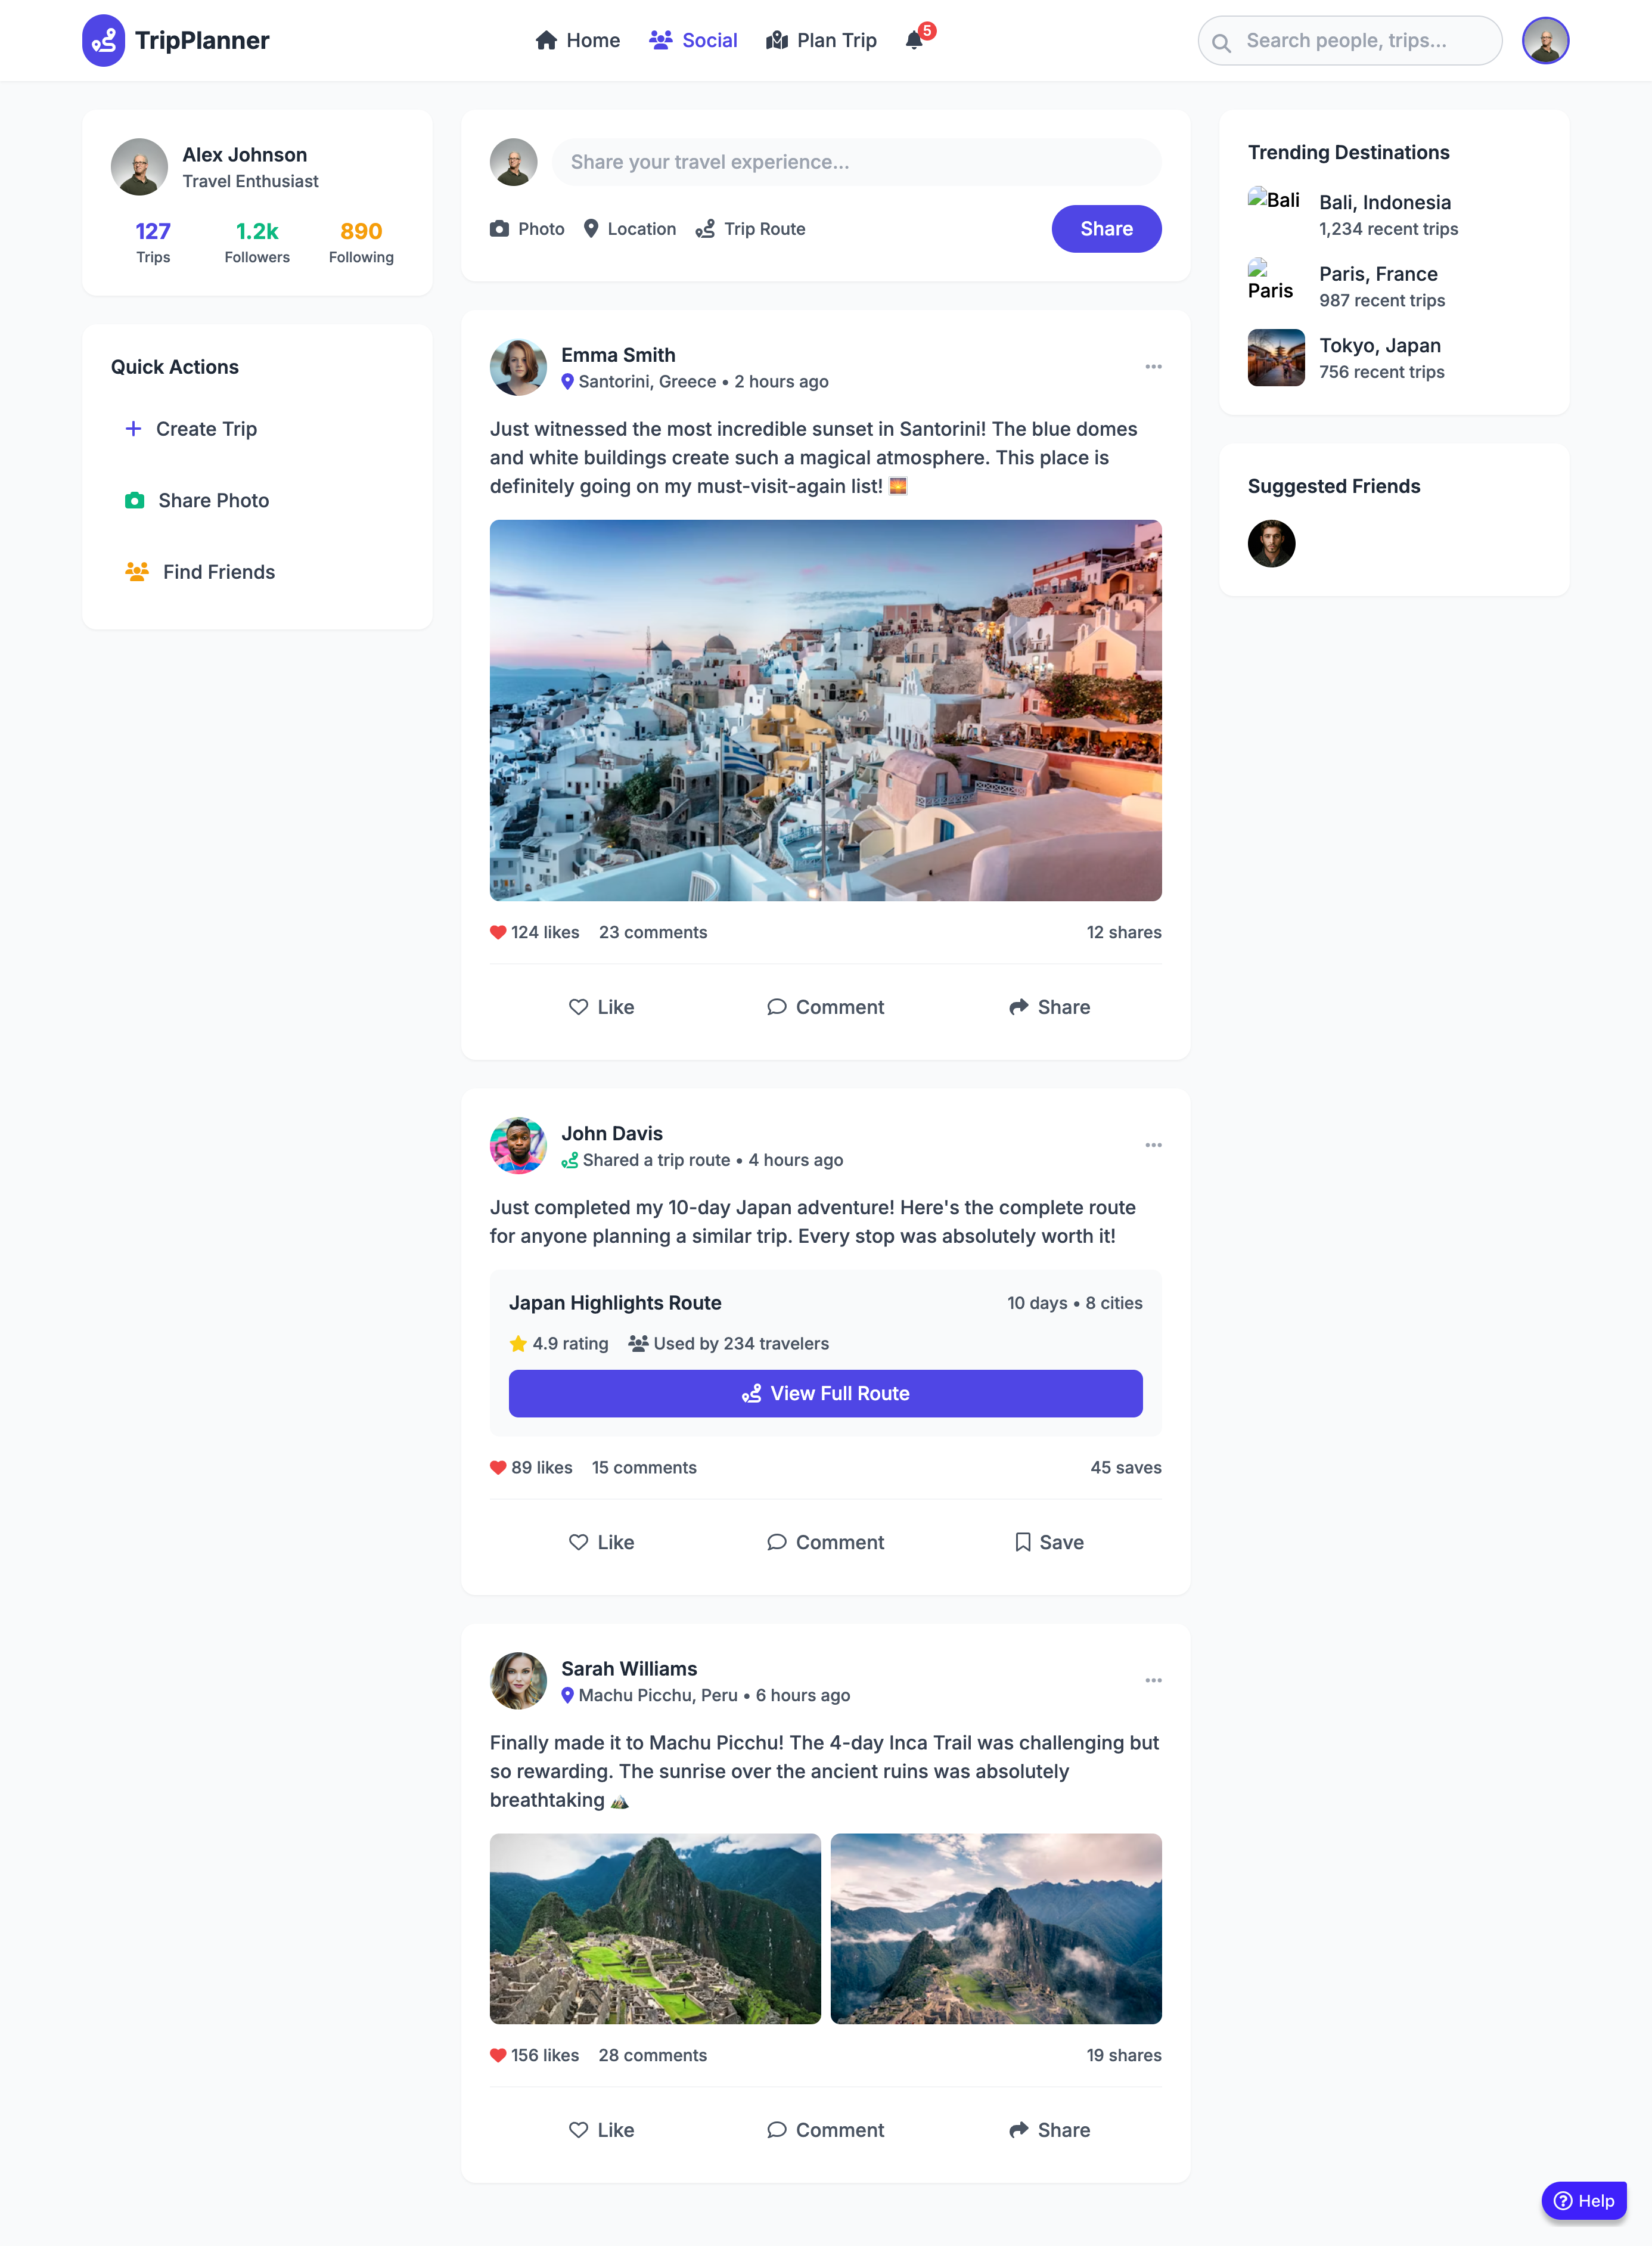 TripPlanner
Home
Social
Plan Trip
5
Search people, trips...
Alex Johnson
Travel Enthusiast
127
Trips
1.2k
Followers
890
Following
Quick Actions
Create Trip
Share Photo
Find Friends
Share your travel experience...
Photo
Location
Trip Route
Share
Emma Smith
Santorini, Greece • 2 hours ago
Just witnessed the most incredible sunset in Santorini! The blue domes
and white buildings create such a magical atmosphere. This place is
definitely going on my must-visit-again list! 🌅
124 likes
23 comments
12 shares
Like
Comment
Share
John Davis
Shared a trip route • 4 hours ago
Just completed my 10-day Japan adventure! Here's the complete route
for anyone planning a similar trip. Every stop was absolutely worth it!
Japan Highlights Route
10 days • 8 cities
4.9 rating
Used by 234 travelers
View Full Route
89 likes
15 comments
45 saves
Like
Comment
Save
Sarah Williams
Machu Picchu, Peru • 6 hours ago
Finally made it to Machu Picchu! The 4-day Inca Trail was challenging but
so rewarding. The sunrise over the ancient ruins was absolutely
breathtaking 🏔️
156 likes
28 comments
19 shares
Like
Comment
Share
Trending Destinations
Bali
Bali, Indonesia
1,234 recent trips
Paris
Paris, France
987 recent trips
Tokyo, Japan
756 recent trips
Suggested Friends
Help